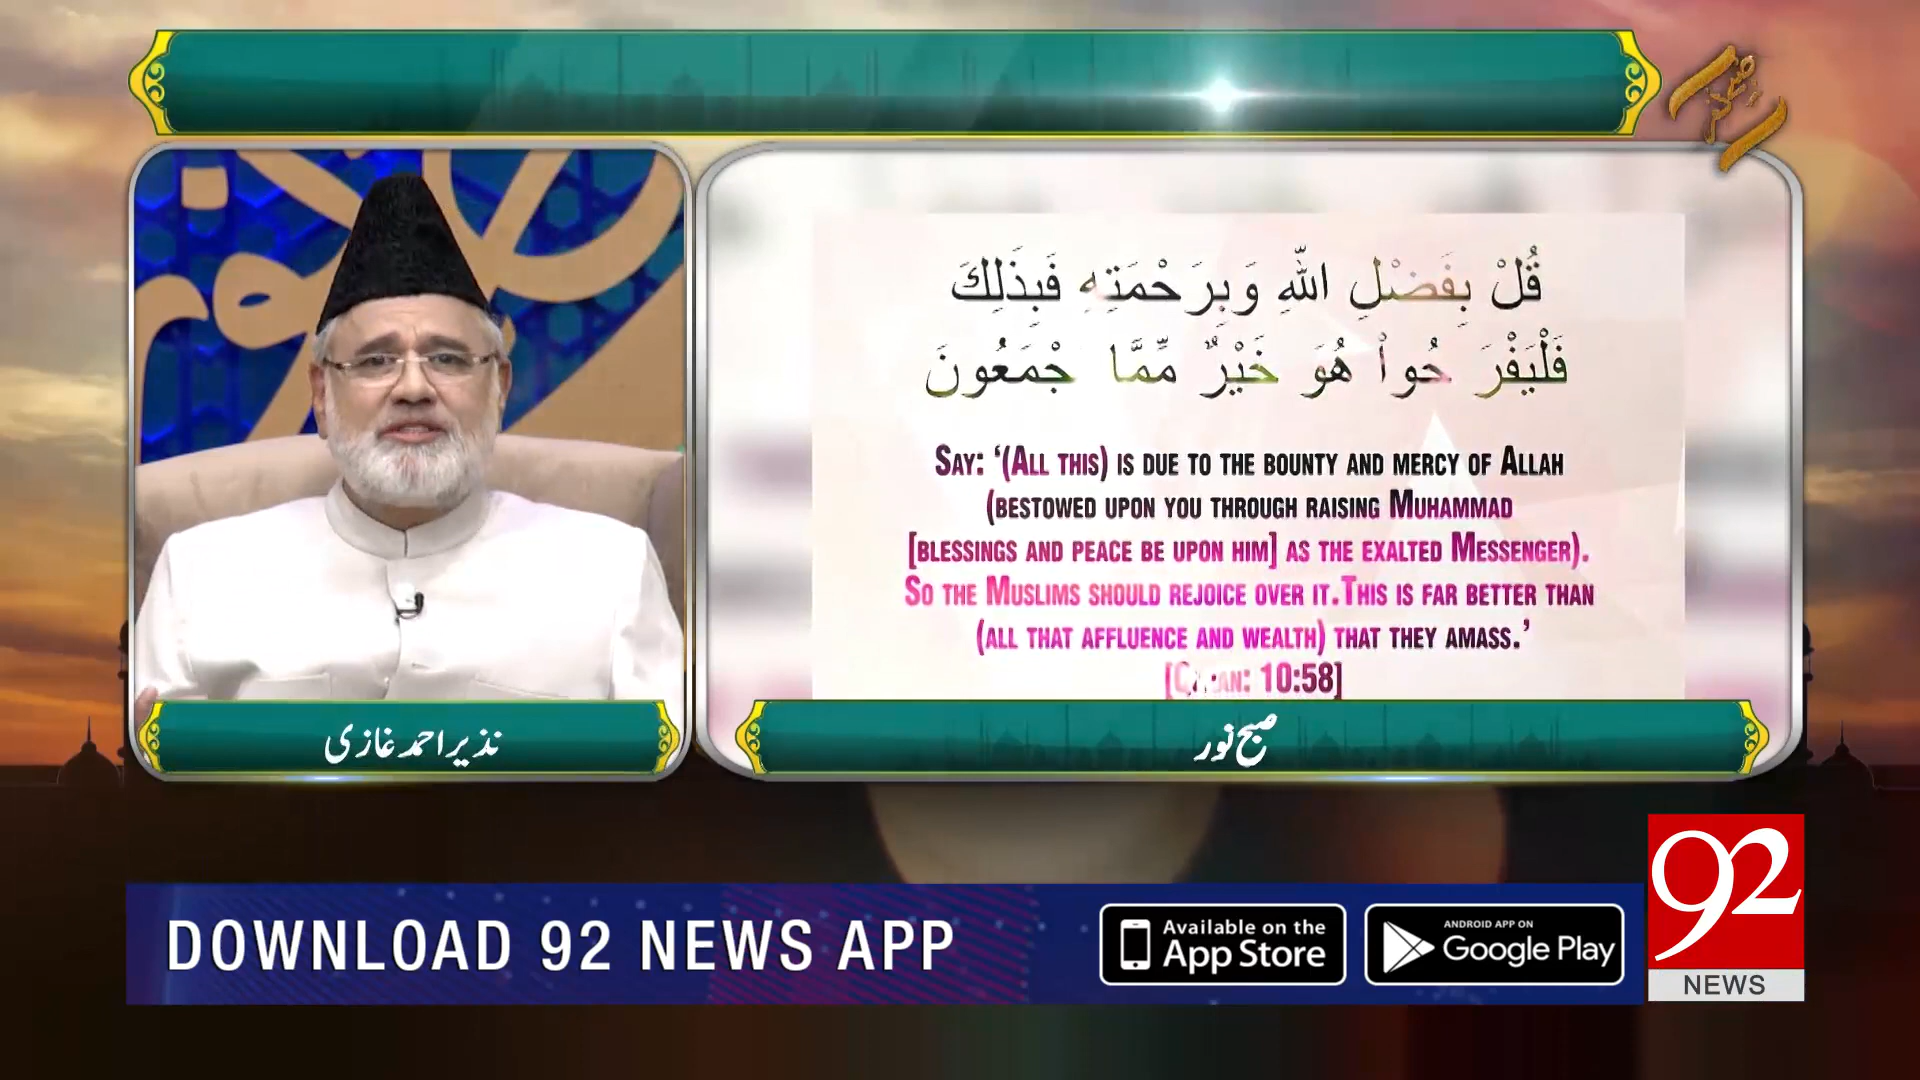 قُلْ بِفَضْلِ اللّهِ وَبِرَحْمَتِهِ فَبِذَلِكَ
فَلْيَفْرَ حُواْ هُوَ خَيْرٌ مِّمَّا جْمَعُونَ
SAY: ‘(ALL THIS) IS DUE TO THE BOUNTY AND MERCY OF ALLAH
(BESTOWED UPON YOU THROUGH RAISING MUHAMMAD
[BLESSINGS AND PEACE BE UPON HIM] AS THE EXALTED MESSENGER).
SO THE MUSLIMS SHOULD REJOICE OVER IT.THIS IS FAR BETTER THAN
(ALL THAT AFFLUENCE AND WEALTH) THAT THEY AMASS.’
10:58]
نذیر احمد غازی
صبح نور
DOWNLOAD 92 NEWS APP
Available on the
App Store
ANDROID APP ON
Google Play
92
NEWS